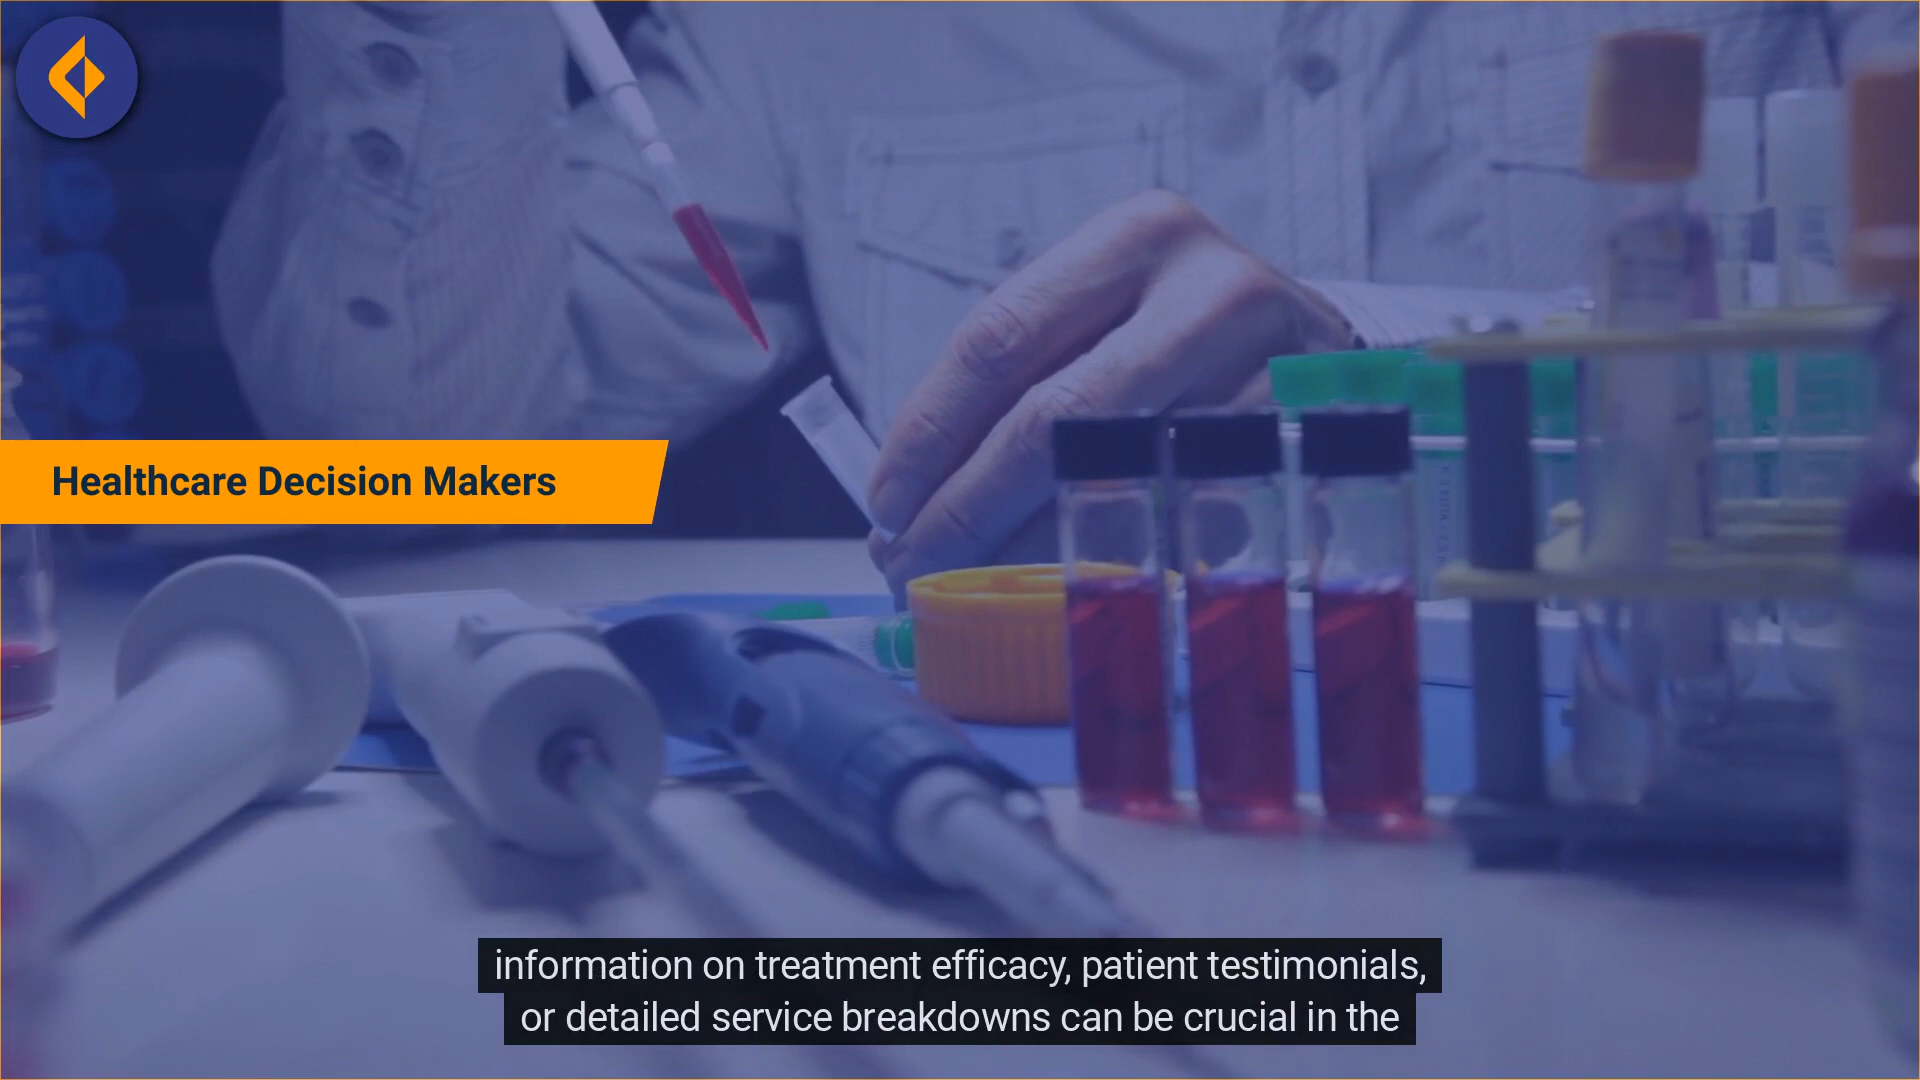 Healthcare Decision Makers
information on treatment efficacy, patient testimonials,
or detailed service breakdowns can be crucial in the